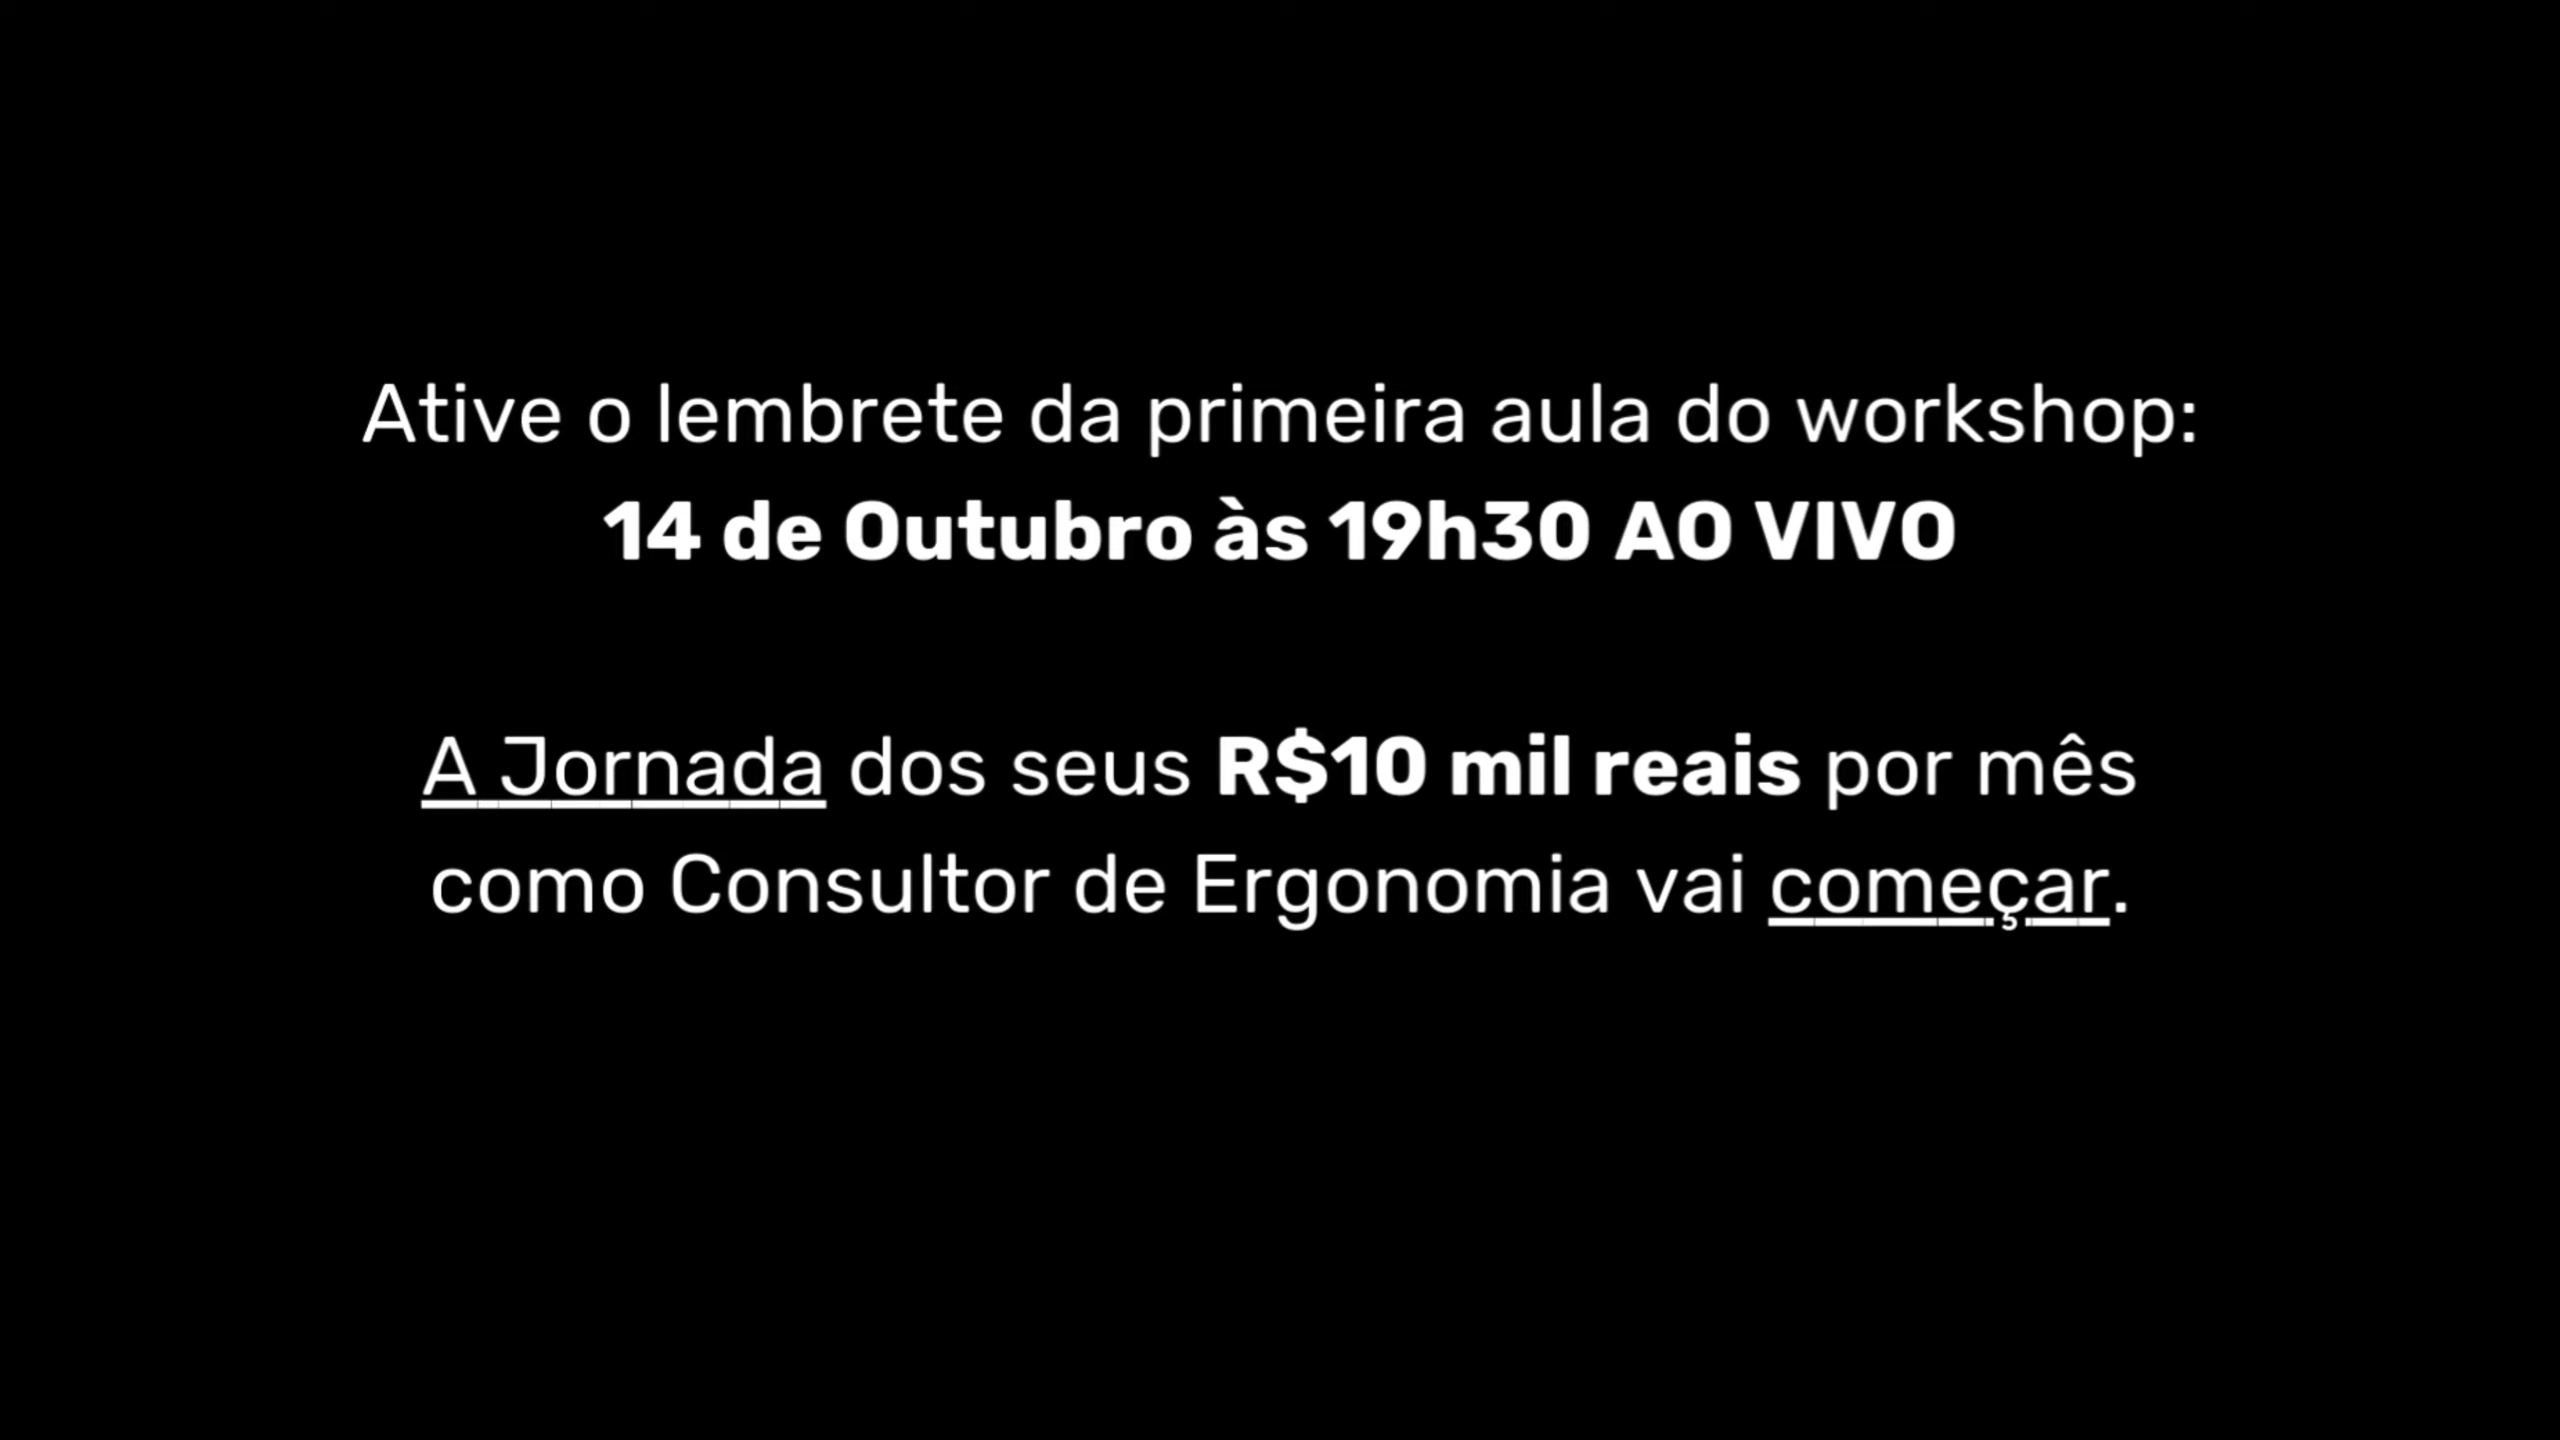 Ative o lembrete da primeira aula do workshop:
14 de Outubro às 19h30 AO VIVO
A Jornada dos seus R$10 mil reais por mês
como Consultor de Ergonomia vai começar.